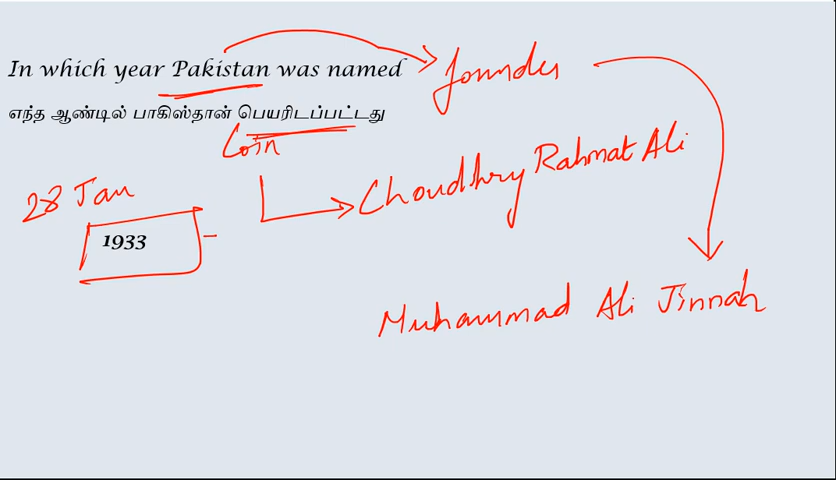 In which year Pakistan was named
founder
எந்த ஆண்டில் பாகிஸ்தான் பெயரிடப்பட்டது
Coin
Choudhry Rahmat Ali
28 Jan
1933
Muhammad Ali Jinnah